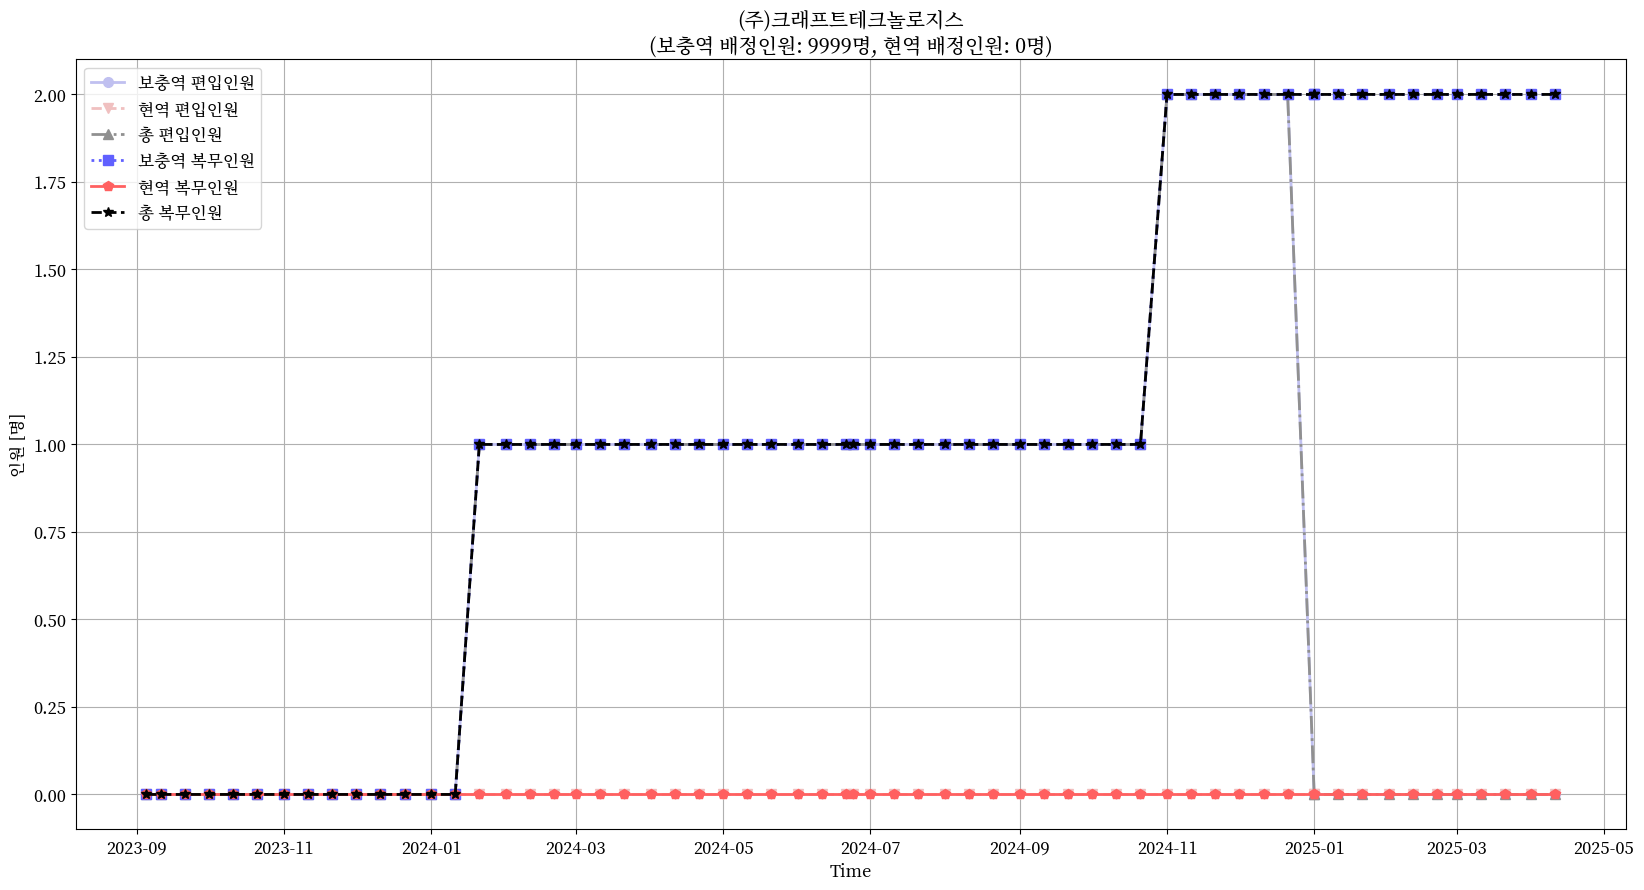 (주)크래프트테크놀로지스
(보충역 배정인원: 9999명, 현역 배정인원: 0명)
보충역 편입인원
현역 편입인원
총 편입인원
보충역 복무인원
현역 복무인원
총 복무인원
2.00
1.75
1.50
1.25
1.00
0.75
0.50
0.25
0.00
인원 [명]
2023-09
2023-11
2024-01
2024-03
2024-05
2024-07
2024-09
2024-11
2025-01
2025-03
2025-05
Time